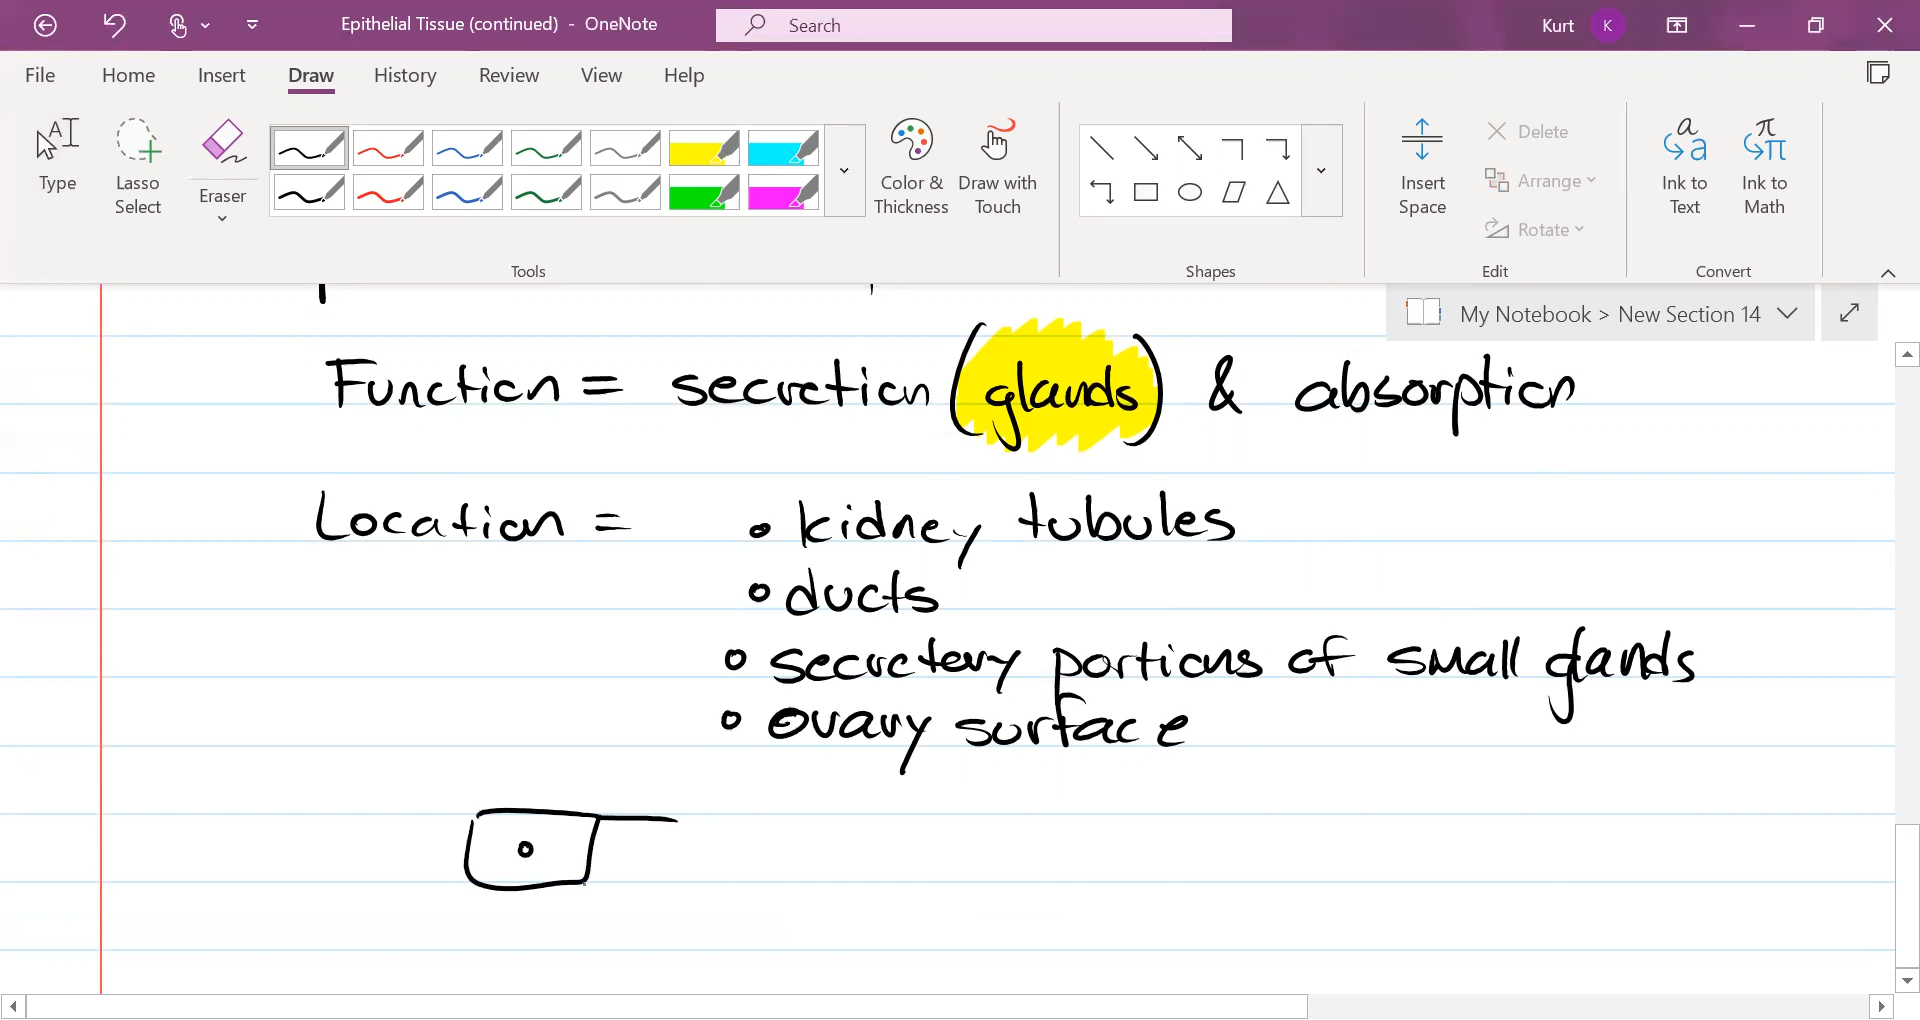 Epithelial Tissue (continued) - OneNote
Search
Kurt
K
File
Home
Insert
Draw
History
Review
View
Help
Type
Lasso Select
Eraser
Color & Thickness
Draw with Touch
Insert Space
Delete
Arrange
Rotate
Ink to Text
Ink to Math
Tools
Shapes
Edit
Convert
My Notebook > New Section 14
Function = secretion (glands) & absorption
Location = • kidney tubules
• ducts
• secretory portions of small glands
• ovary surface